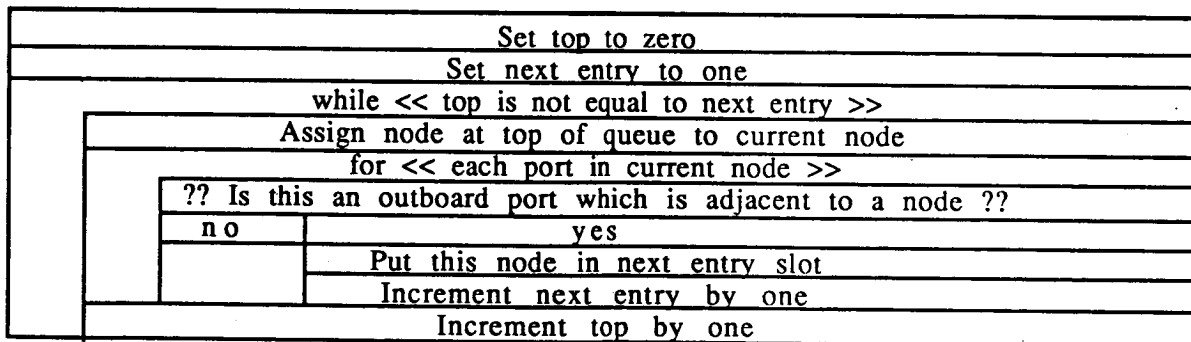 Set top to zero
Set next entry to one
while << top is not equal to next entry >>
Assign node at top of queue to current node
for << each port in current node >>
?? Is this an outboard port which is adjacent to a node ??
no yes
Put this node in next entry slot
Increment next entry by one
Increment top by one